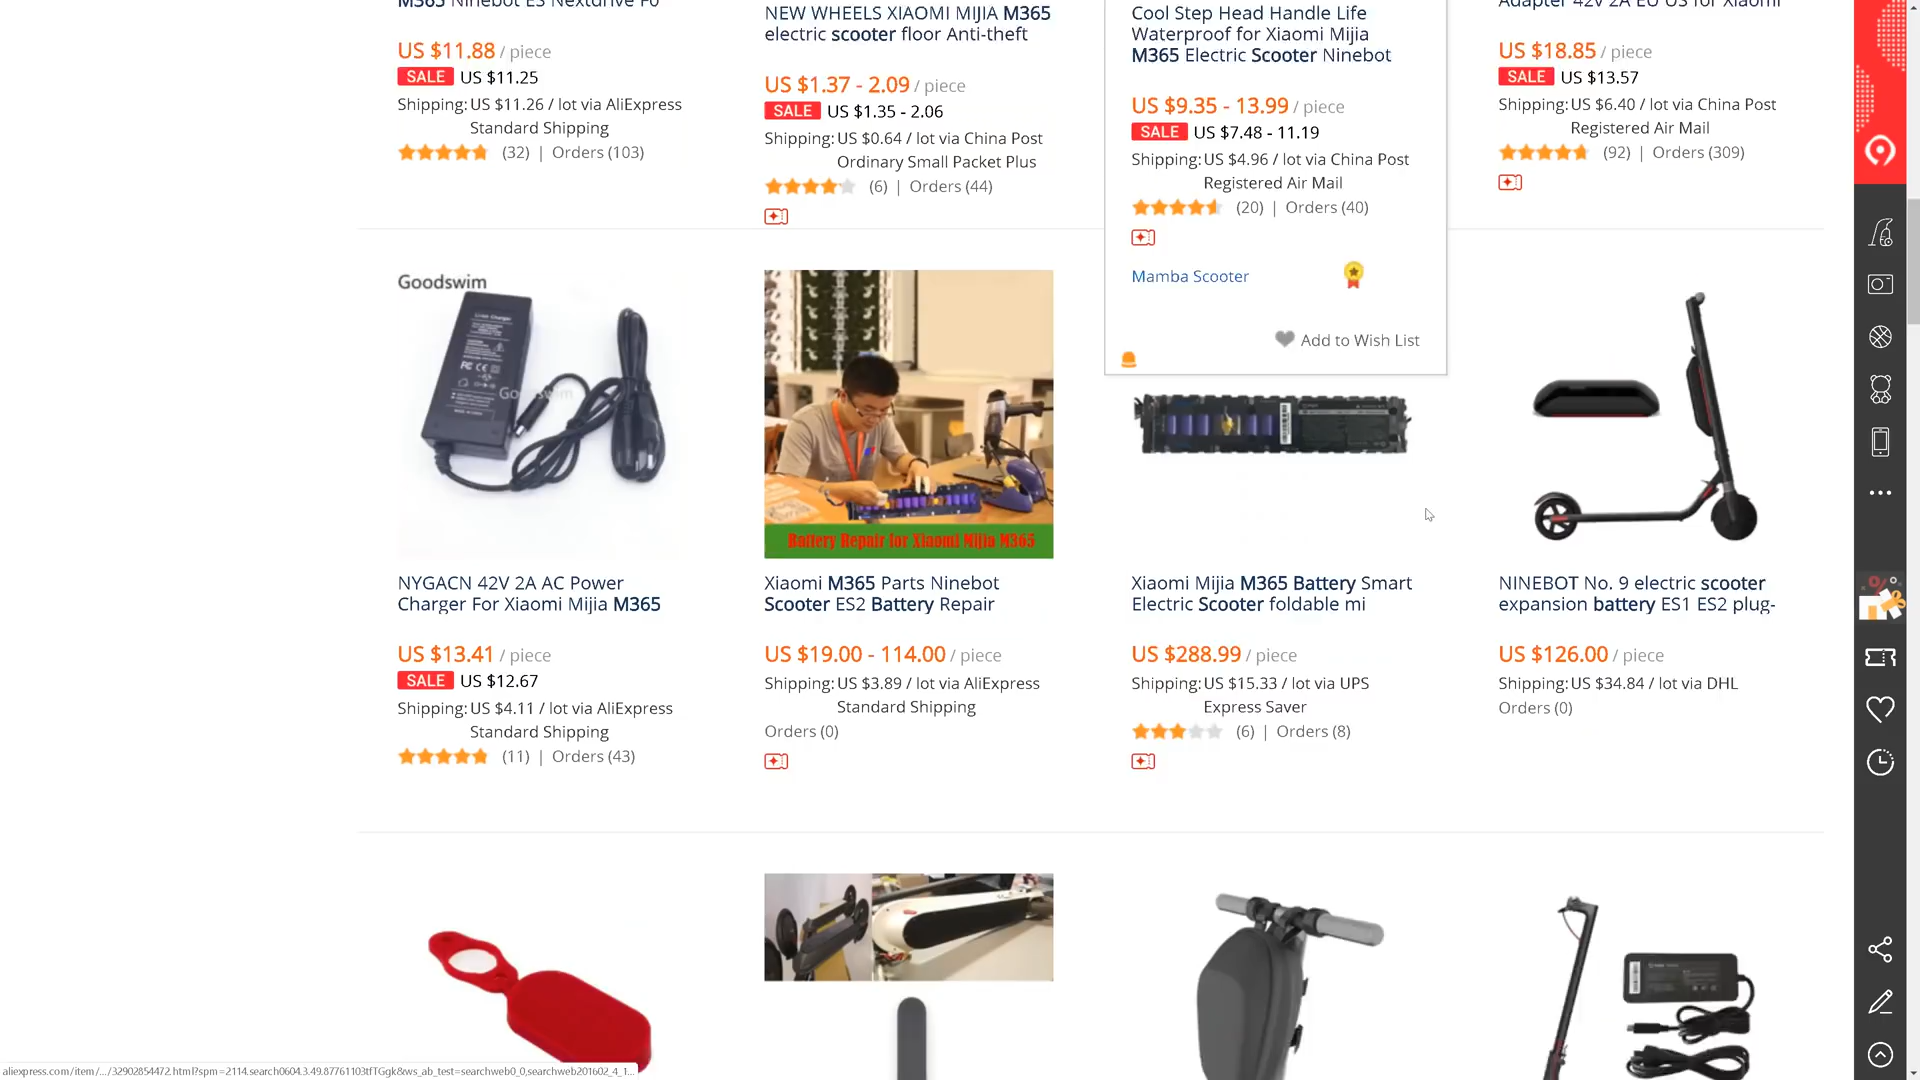 M365 Ninebot ES Nextdrive Fo
US $11.88 / piece
SALE US $11.25
Shipping: US $11.26 / lot via AliExpress
Standard Shipping
(32) | Orders (103)
NEW WHEELS XIAOMI MIJIA M365
electric scooter floor Anti-theft
US $1.37 - 2.09 / piece
SALE US $1.35 - 2.06
Shipping: US $0.64 / lot via China Post
Ordinary Small Packet Plus
(6) | Orders (44)
Cool Step Head Handle Life
Waterproof for Xiaomi Mijia
M365 Electric Scooter Ninebot
US $9.35 - 13.99 / piece
SALE US $7.48 - 11.19
Shipping: US $4.96 / lot via China Post
Registered Air Mail
(20) | Orders (40)
Mamba Scooter
Add to Wish List
Adapter 42V 2A EU US for Xiaomi
US $18.85 / piece
SALE US $13.57
Shipping: US $6.40 / lot via China Post
Registered Air Mail
(92) | Orders (309)
Goodswim
NYGACN 42V 2A AC Power
Charger For Xiaomi Mijia M365
US $13.41 / piece
SALE US $12.67
Shipping: US $4.11 / lot via AliExpress
Standard Shipping
(11) | Orders (43)
Battery Repair for Xiaomi Mijia M365
Xiaomi M365 Parts Ninebot
Scooter ES2 Battery Repair
US $19.00 - 114.00 / piece
Shipping: US $3.89 / lot via AliExpress
Standard Shipping
Orders (0)
Xiaomi Mijia M365 Battery Smart
Electric Scooter foldable mi
US $288.99 / piece
Shipping: US $15.33 / lot via UPS
Express Saver
(6) | Orders (8)
NINEBOT No. 9 electric scooter
expansion battery ES1 ES2 plug-
US $126.00 / piece
Shipping: US $34.84 / lot via DHL
Orders (0)